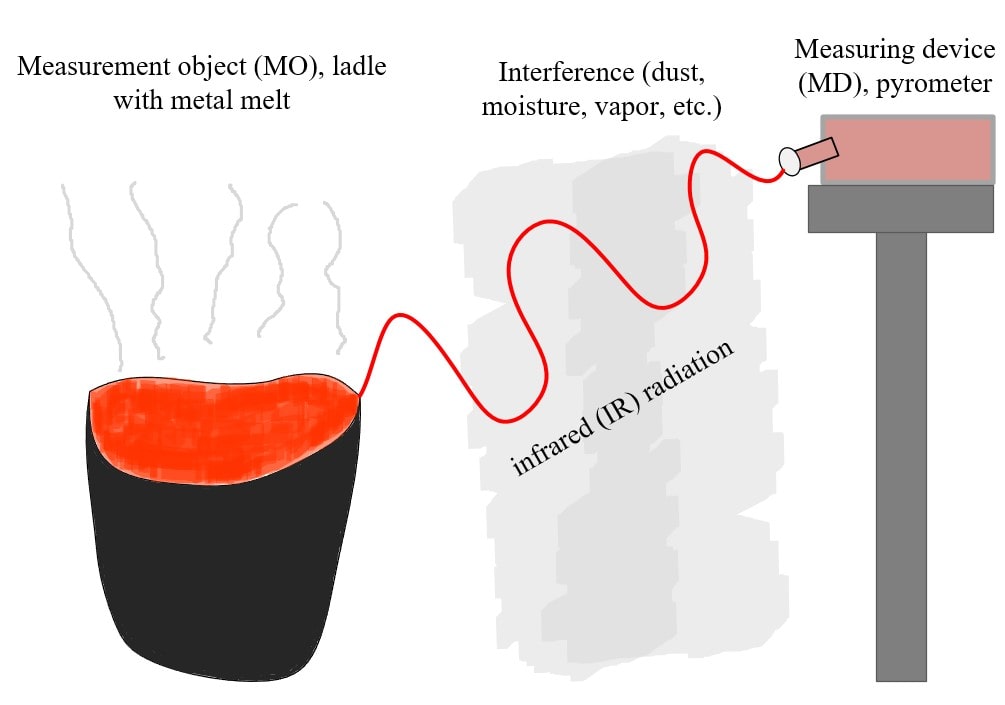 Measurement object (MO), ladle
with metal melt
Interference (dust,
moisture, vapor, etc.)
Measuring device
(MD), pyrometer
infrared (IR) radiation